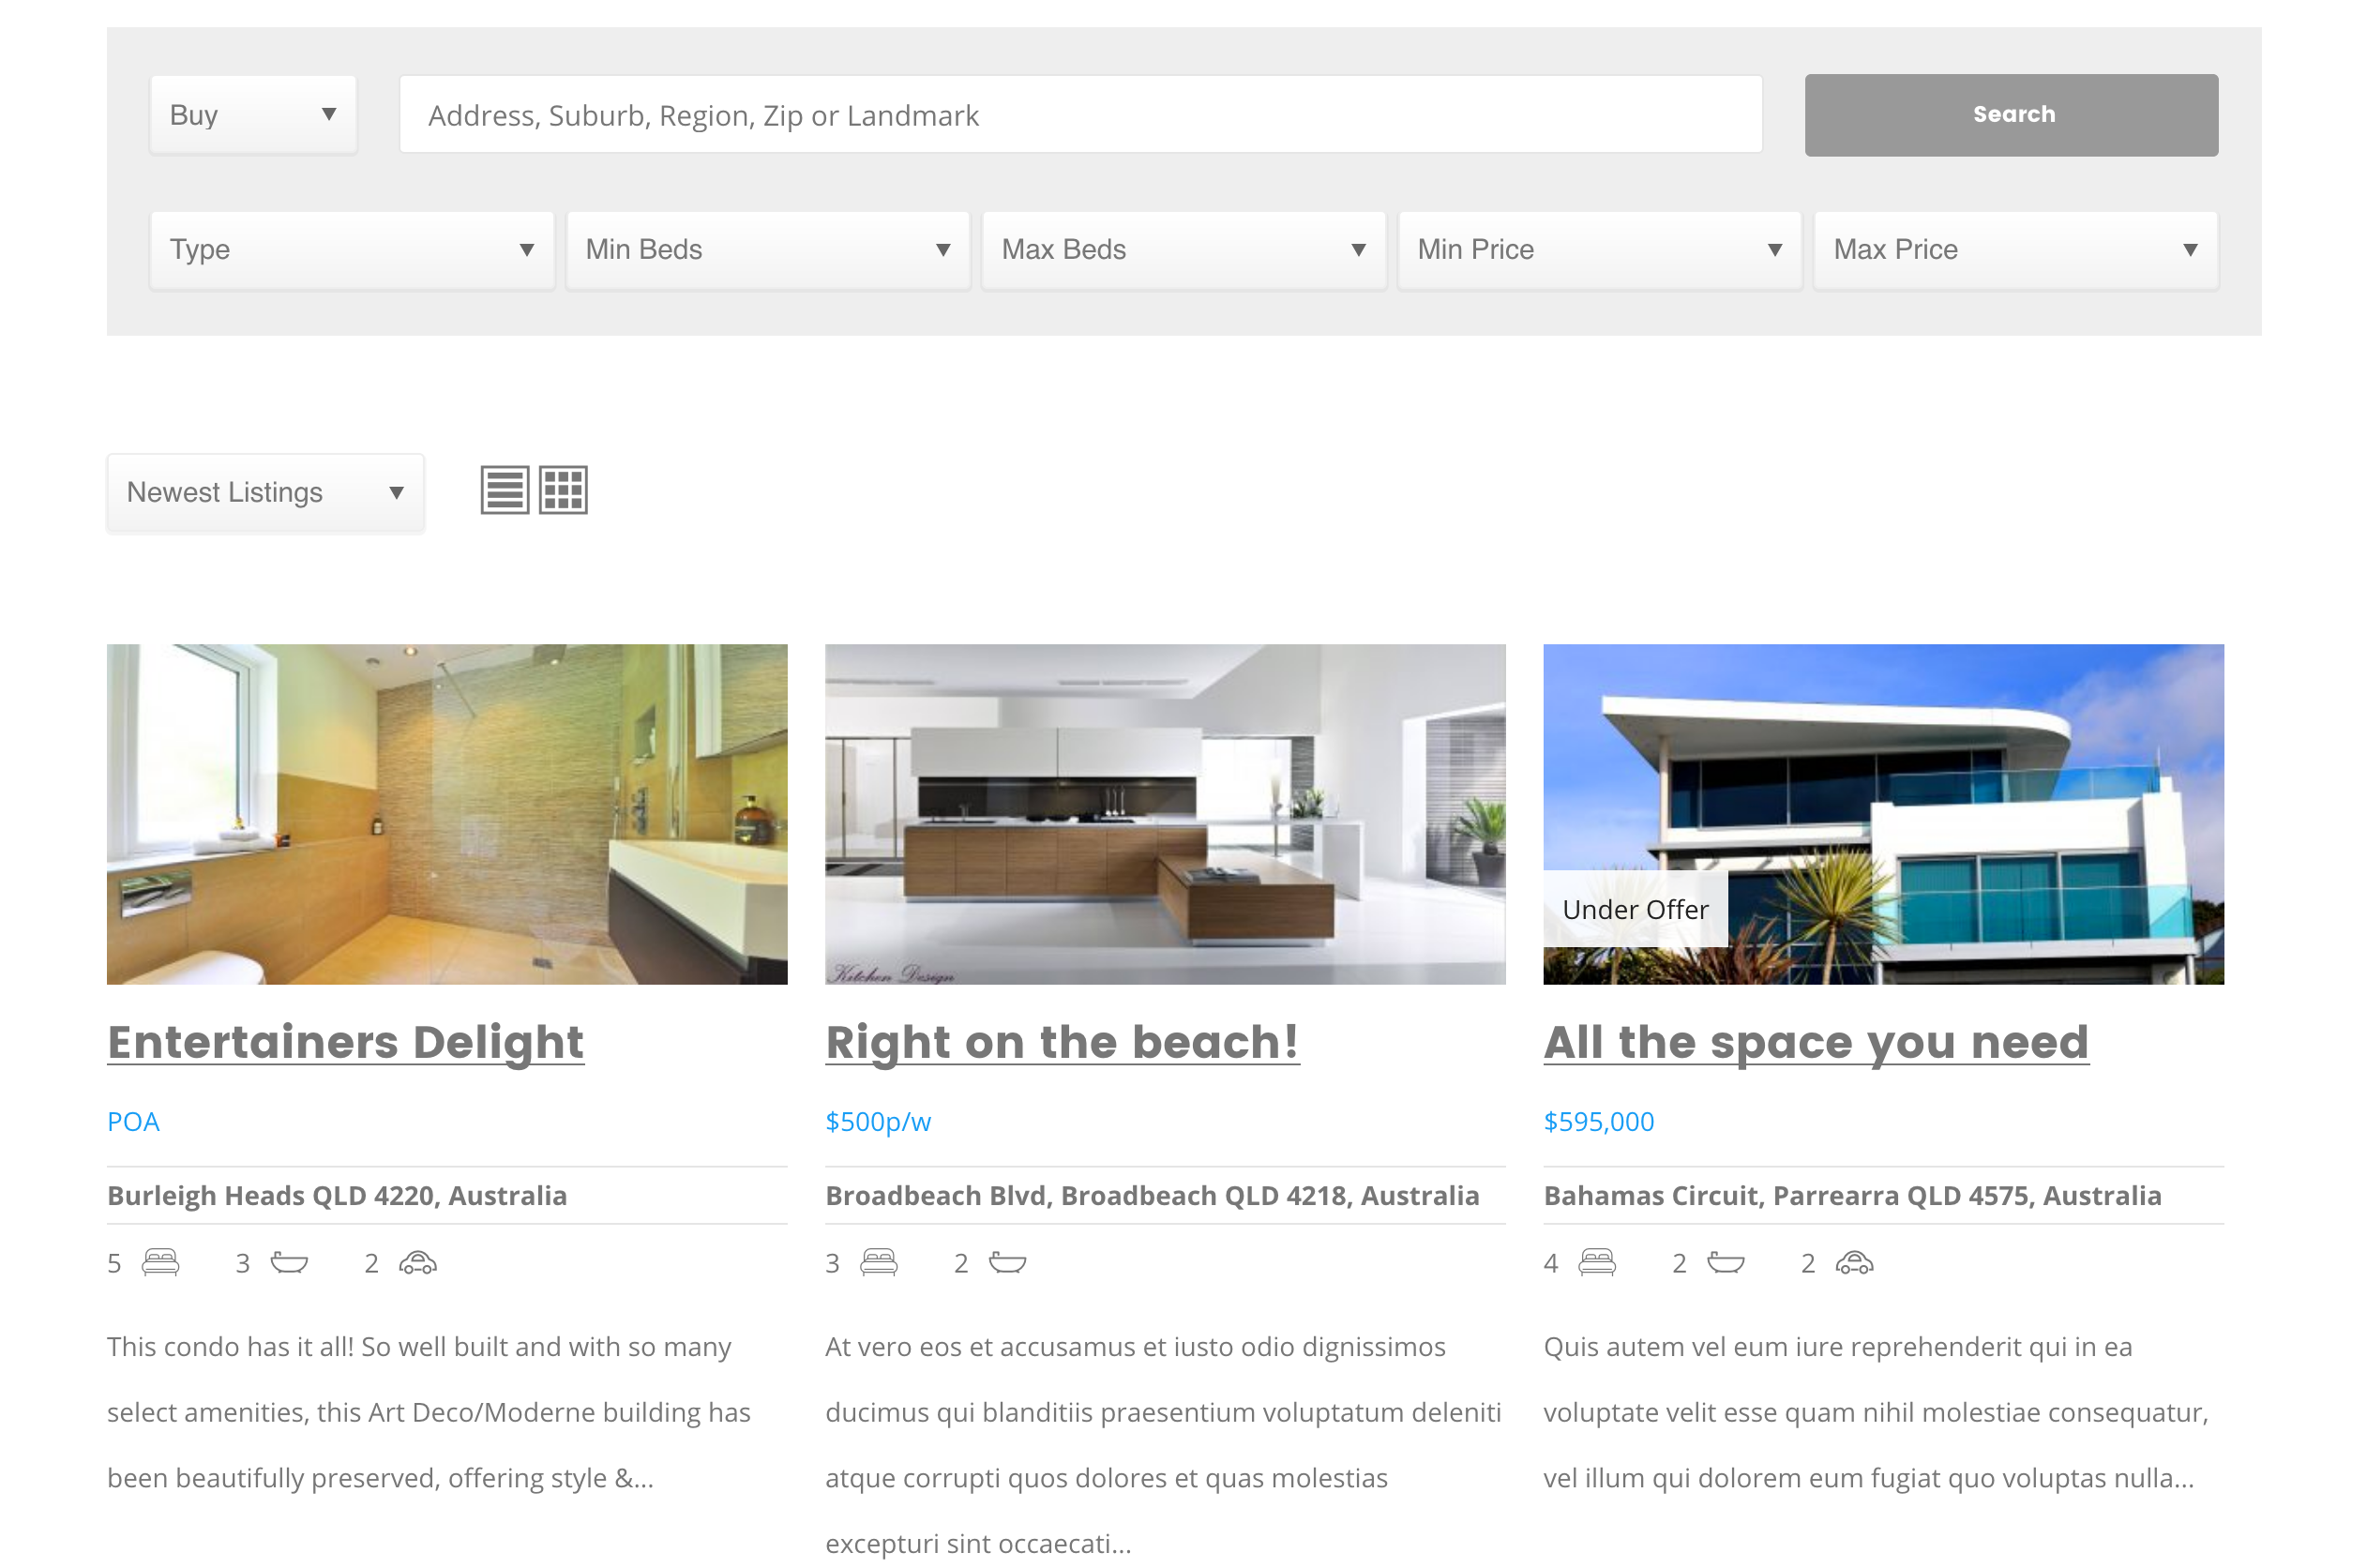 Buy
Address, Suburb, Region, Zip or Landmark
Search
Type
Min Beds
Max Beds
Min Price
Max Price
Newest Listings
Kitchen Design
Under Offer
Entertainers Delight
POA
Burleigh Heads QLD 4220, Australia
5 3 2
This condo has it all! So well built and with so many
select amenities, this Art Deco/Moderne building has
been beautifully preserved, offering style &...
Right on the beach!
$500p/w
Broadbeach Blvd, Broadbeach QLD 4218, Australia
3 2
At vero eos et accusamus et iusto odio dignissimos
ducimus qui blanditiis praesentium voluptatum deleniti
atque corrupti quos dolores et quas molestias
excepturi sint occaecati...
All the space you need
$595,000
Bahamas Circuit, Parrearra QLD 4575, Australia
4 2 2
Quis autem vel eum iure reprehenderit qui in ea
voluptate velit esse quam nihil molestiae consequatur,
vel illum qui dolorem eum fugiat quo voluptas nulla...